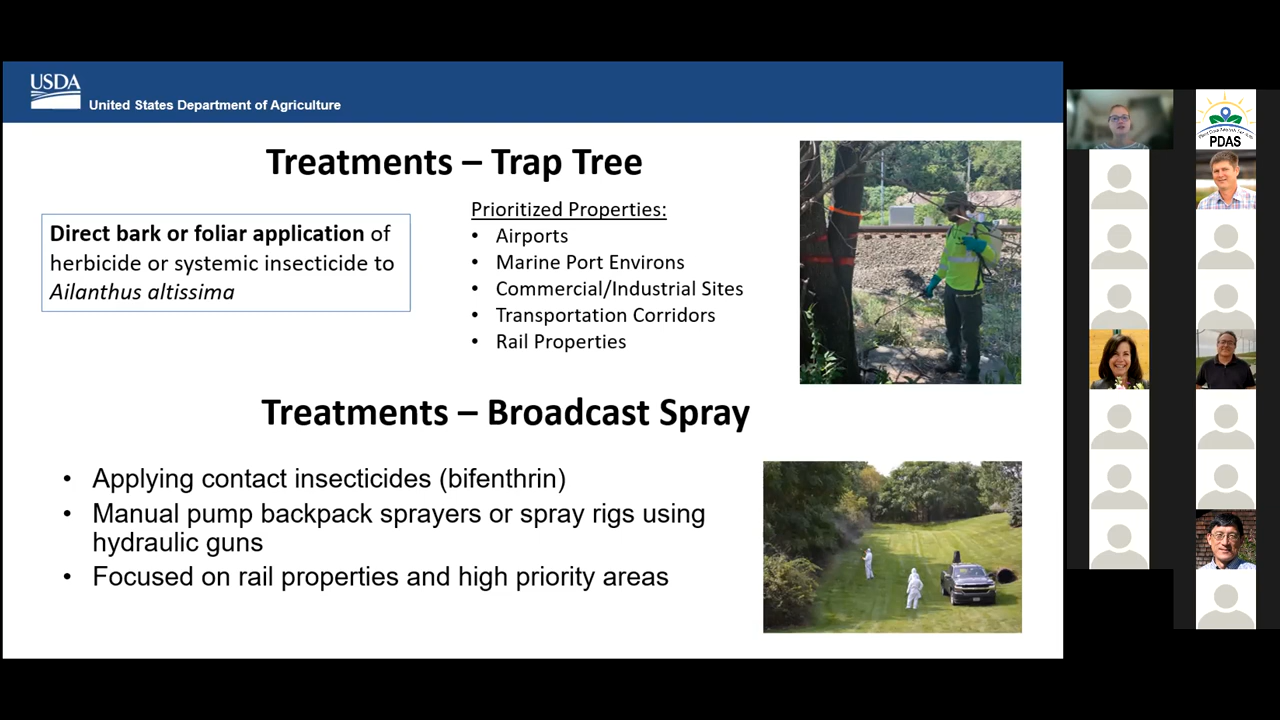 USDA
United States Department of Agriculture
Treatments – Trap Tree
Direct bark or foliar application of
herbicide or systemic insecticide to
Ailanthus altissima
Prioritized Properties:
• Airports
• Marine Port Environs
• Commercial/Industrial Sites
• Transportation Corridors
• Rail Properties
Treatments – Broadcast Spray
• Applying contact insecticides (bifenthrin)
• Manual pump backpack sprayers or spray rigs using
hydraulic guns
• Focused on rail properties and high priority areas
PDAS